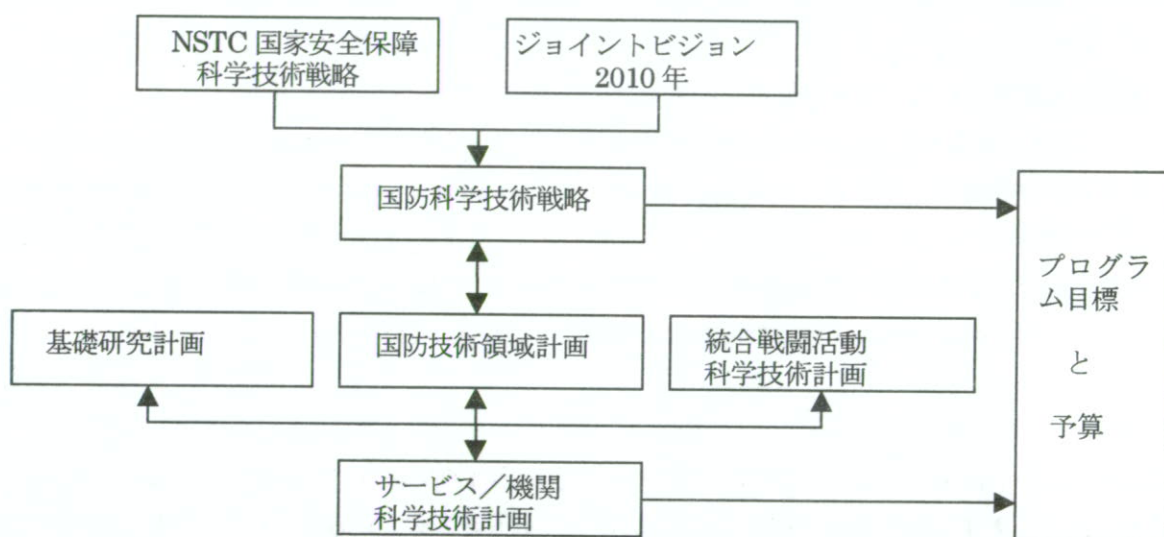 NSTC 国家安全保障
科学技術戦略
ジョイントビジョン
2010 年
国防科学技術戦略
基礎研究計画
国防技術領域計画
統合戦闘活動
科学技術計画
サービス／機関
科学技術計画
プログラ
ム目標
と
予算